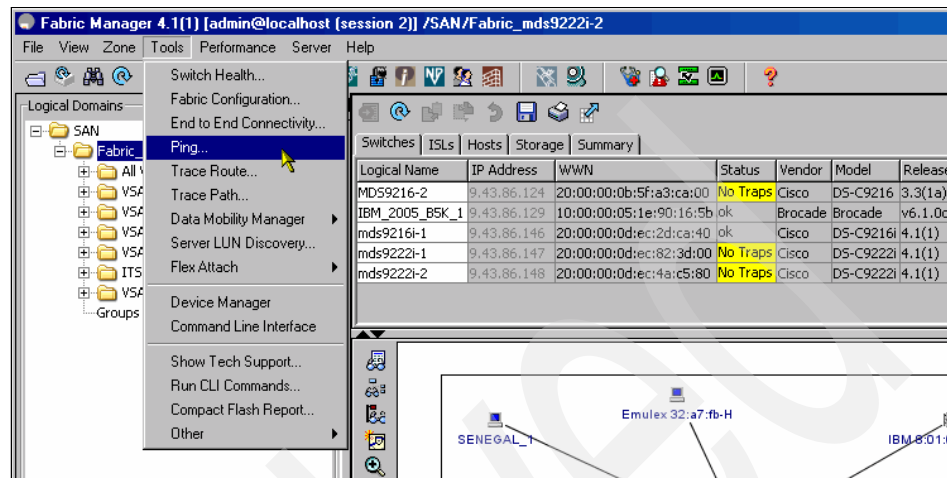 Fabric Manager 4.1(1) [admin@localhost (session 2)] /SAN/Fabric_mds9222i-2
File View Zone Tools Performance Server Help
Logical Domains
SAN
Fabric_
All
VSA
VSA
VSA
VSA
ITS
VSA
Groups
Switch Health...
Fabric Configuration...
End to End Connectivity...
Ping...
Trace Route...
Trace Path...
Data Mobility Manager
Server LUN Discovery...
Flex Attach
Device Manager
Command Line Interface
Show Tech Support...
Run CLI Commands...
Compact Flash Report...
Other
Switches ISLs Hosts Storage Summary
Logical Name IP Address WWN Status Vendor Model Release
MDS9216-2 9.43.86.124 20:00:00:0b:5f:a3:ca:00 No Traps Cisco DS-C9216 3.3(1a)
IBM_2005_B5K_1 9.43.86.129 10:00:00:05:1e:90:16:5b ok Brocade Brocade v6.1.0c
mds9216i-1 9.43.86.146 20:00:00:0d:ec:2d:ca:40 ok Cisco DS-C9216i 4.1(1)
mds9222i-1 9.43.86.147 20:00:00:0d:ec:82:3d:00 No Traps Cisco DS-C9222i 4.1(1)
mds9222i-2 9.43.86.148 20:00:00:0d:ec:4a:c5:80 No Traps Cisco DS-C9222i 4.1(1)
Emulex 32:a7:fb-H
SENEGAL_1
IBM 8:01: